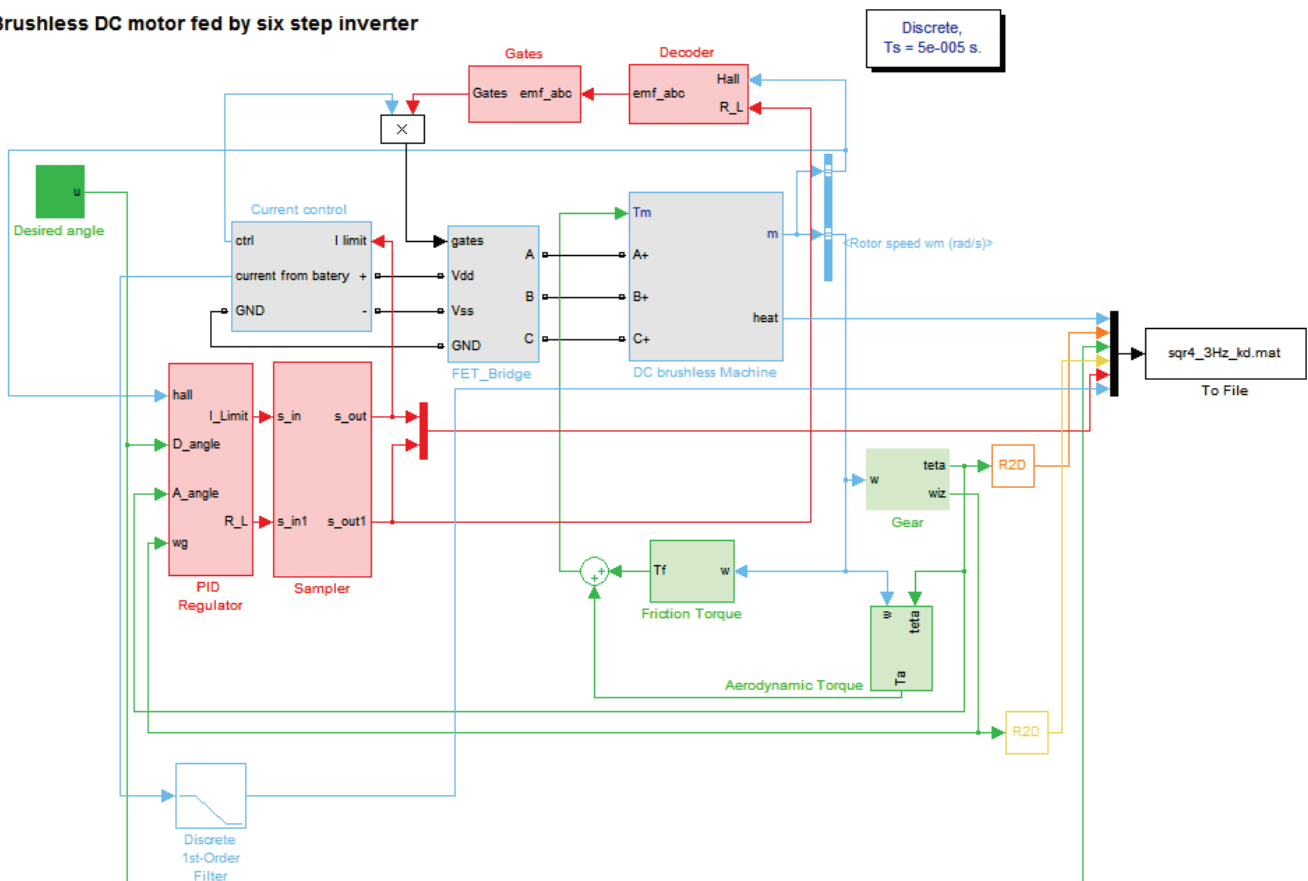 Brushless DC motor fed by six step inverter
Discrete,
Ts = 5e-005 s.
Gates
Decoder
Gates emf_abc
emf_abc
Hall
R_L
×
u
Desired angle
Current control
ctrl
I limit
current from batery +
GND
-
gates
Vdd
Vss
GND
A
B
C
FET_Bridge
Tm
A+
B+
C+
m
heat
DC brushless Machine
<Rotor speed wm (rad/s)>
sqr4_3Hz_kd.mat
To File
hall
I_Limit
D_angle
A_angle
R_L
wg
PID
Regulator
s_in
s_out
s_in1
s_out1
Sampler
w
teta
wiz
Gear
R2D
+
+
Tf
w
Friction Torque
w
teta
Ta
Aerodynamic Torque
R2D
Discrete
1st-Order
Filter